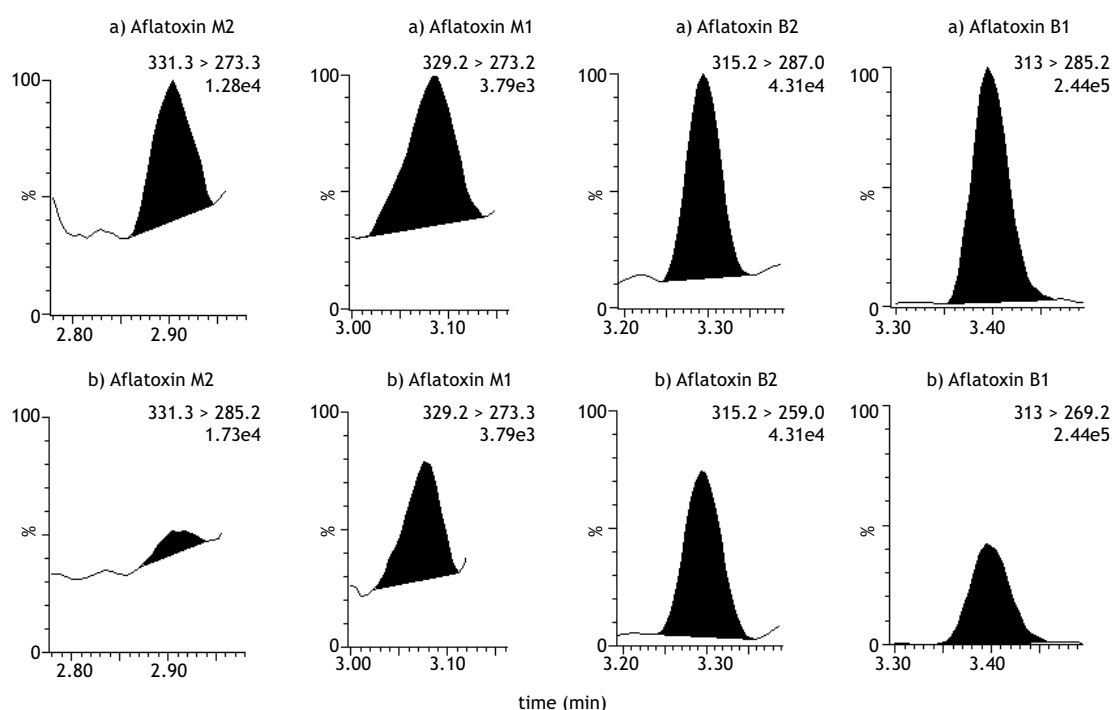 a) Aflatoxin M2
331.3 > 273.3
1.28e4
100
%
0
2.80 2.90
a) Aflatoxin M1
329.2 > 273.2
3.79e3
100
%
0
3.00 3.10
a) Aflatoxin B2
315.2 > 287.0
4.31e4
100
%
0
3.20 3.30
a) Aflatoxin B1
313 > 285.2
2.44e5
100
%
0
3.30 3.40
b) Aflatoxin M2
331.3 > 285.2
1.73e4
100
%
0
2.80 2.90
b) Aflatoxin M1
329.2 > 273.3
3.79e3
100
%
0
3.00 3.10
b) Aflatoxin B2
315.2 > 259.0
4.31e4
100
%
0
3.20 3.30
b) Aflatoxin B1
313 > 269.2
2.44e5
100
%
0
3.30 3.40
time (min)